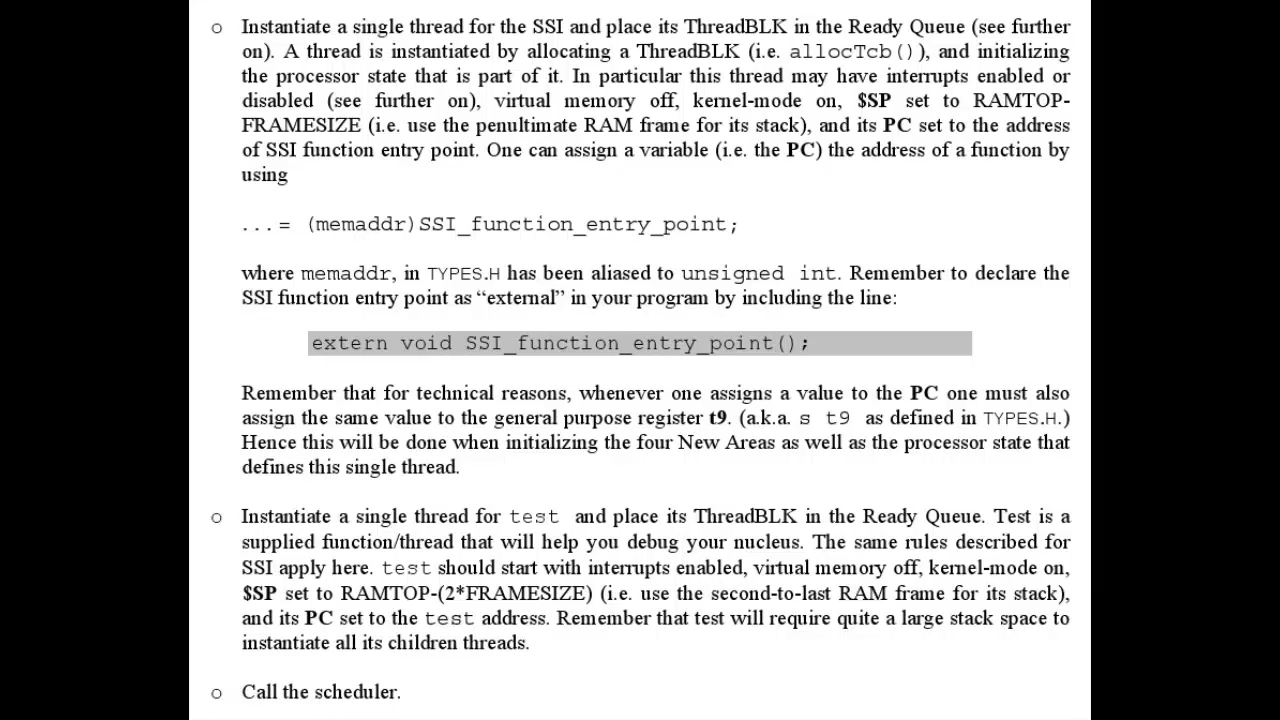 o Instantiate a single thread for the SSI and place its ThreadBLK in the Ready Queue (see further
on). A thread is instantiated by allocating a ThreadBLK (i.e. allocTcb()), and initializing
the processor state that is part of it. In particular this thread may have interrupts enabled or
disabled (see further on), virtual memory off, kernel-mode on, $SP set to RAMTOP-
FRAMESIZE (i.e. use the penultimate RAM frame for its stack), and its PC set to the address
of SSI function entry point. One can assign a variable (i.e. the PC) the address of a function by
using
...= (memaddr)SSI_function_entry_point;
where memaddr, in TYPES.H has been aliased to unsigned int. Remember to declare the
SSI function entry point as “external” in your program by including the line:
extern void SSI_function_entry_point();
Remember that for technical reasons, whenever one assigns a value to the PC one must also
assign the same value to the general purpose register t9. (a.k.a. s t9 as defined in TYPES.H.)
Hence this will be done when initializing the four New Areas as well as the processor state that
defines this single thread.
o Instantiate a single thread for test and place its ThreadBLK in the Ready Queue. Test is a
supplied function/thread that will help you debug your nucleus. The same rules described for
SSI apply here. test should start with interrupts enabled, virtual memory off, kernel-mode on,
$SP set to RAMTOP-(2*FRAMESIZE) (i.e. use the second-to-last RAM frame for its stack),
and its PC set to the test address. Remember that test will require quite a large stack space to
instantiate all its children threads.
o Call the scheduler.